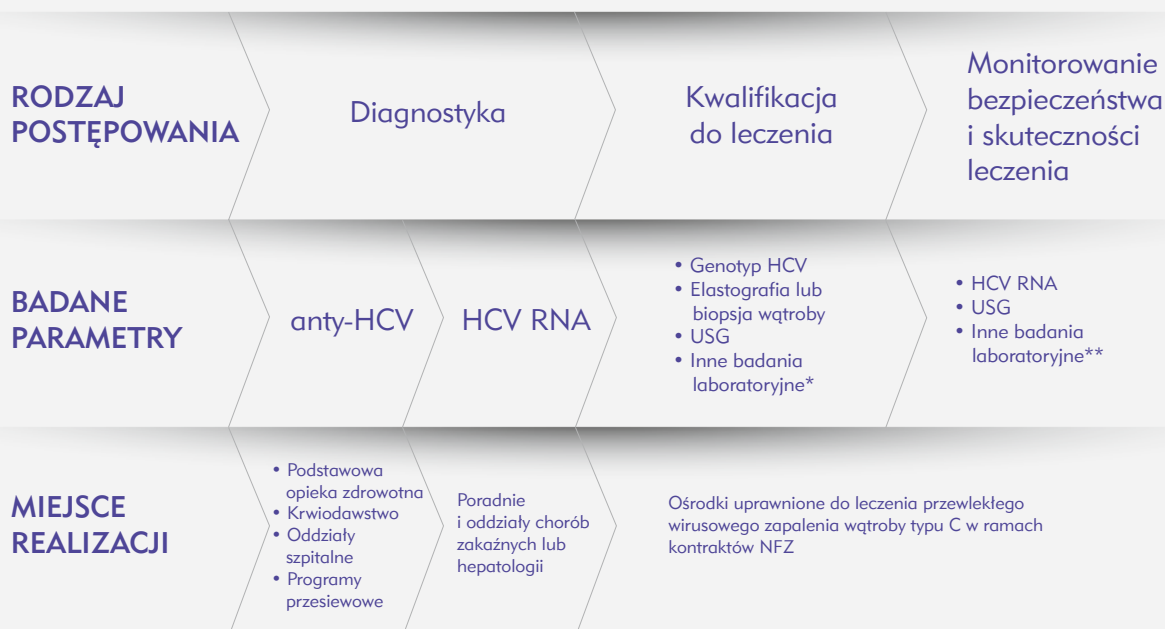 RODZAJ
POSTĘPOWANIA
Diagnostyka
Kwalifikacja
do leczenia
Monitorowanie
bezpieczeństwa
i skuteczności
leczenia
BADANE
PARAMETRY
anty-HCV
HCV RNA
• Genotyp HCV
• Elastografia lub
biopsja wątroby
• USG
• Inne badania
laboratoryjne*
• HCV RNA
• USG
• Inne badania
laboratoryjne**
MIEJSCE
REALIZACJI
• Podstawowa
opieka zdrowotna
• Krwiodawstwo
• Oddziały
szpitalne
• Programy
przesiewowe
Poradnie
i oddziały chorób
zakaźnych lub
hepatologii
Ośrodki uprawnione do leczenia przewlekłego
wirusowego zapalenia wątroby typu C w ramach
kontraktów NFZ